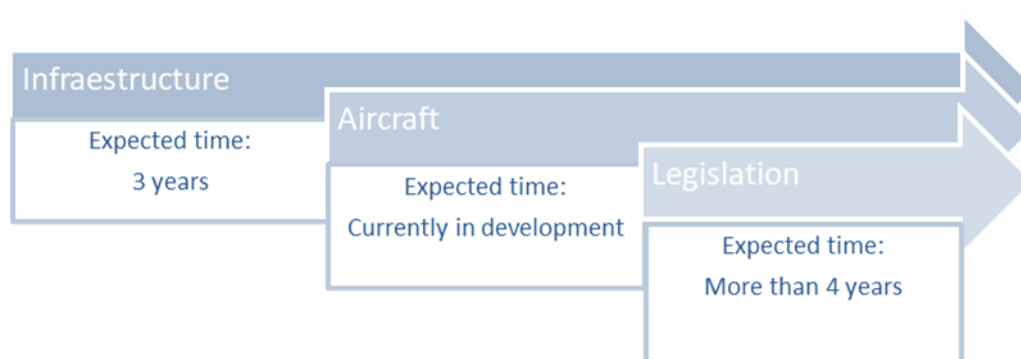 Infraestructure
Expected time:
3 years
Aircraft
Expected time:
Currently in development
Legislation
Expected time:
More than 4 years